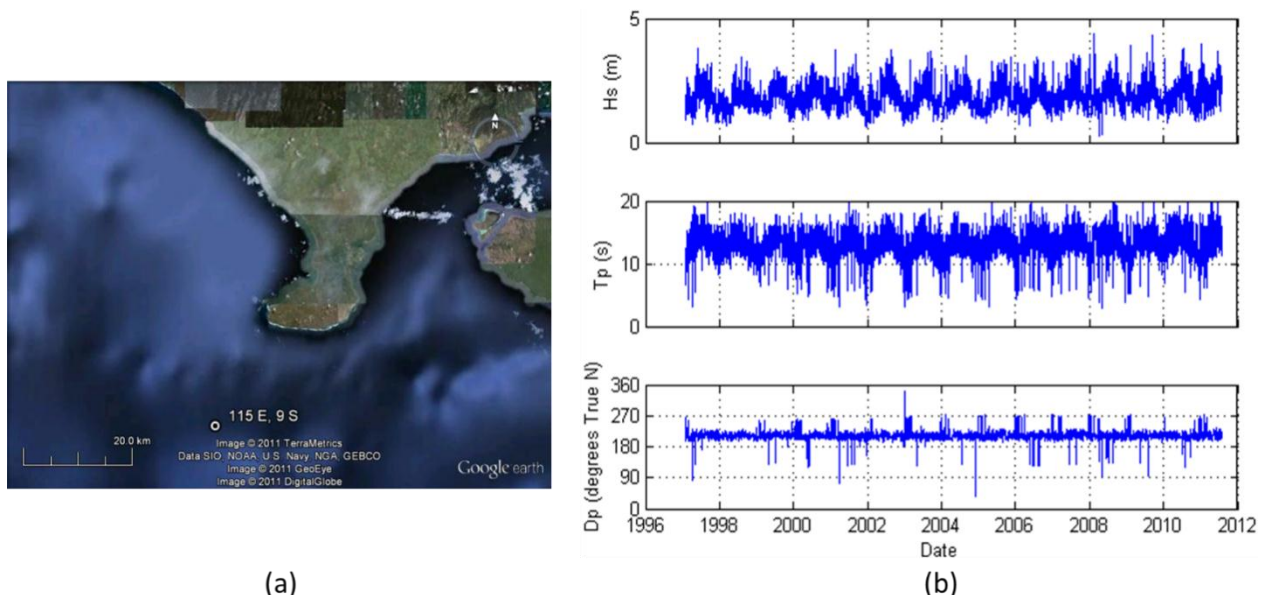 N
115 E, 9 S
20.0 km
Image © 2011 TerraMetrics
Data SIO, NOAA, U.S. Navy, NGA, GEBCO
Image © 2011 GeoEye
Image © 2011 DigitalGlobe
Google earth
(a)
5
Hs (m)
0
20
Tp (s)
10
0
360
270
180
90
0
Dp (degrees True N)
1996 1998 2000 2002 2004 2006 2008 2010 2012
Date
(b)